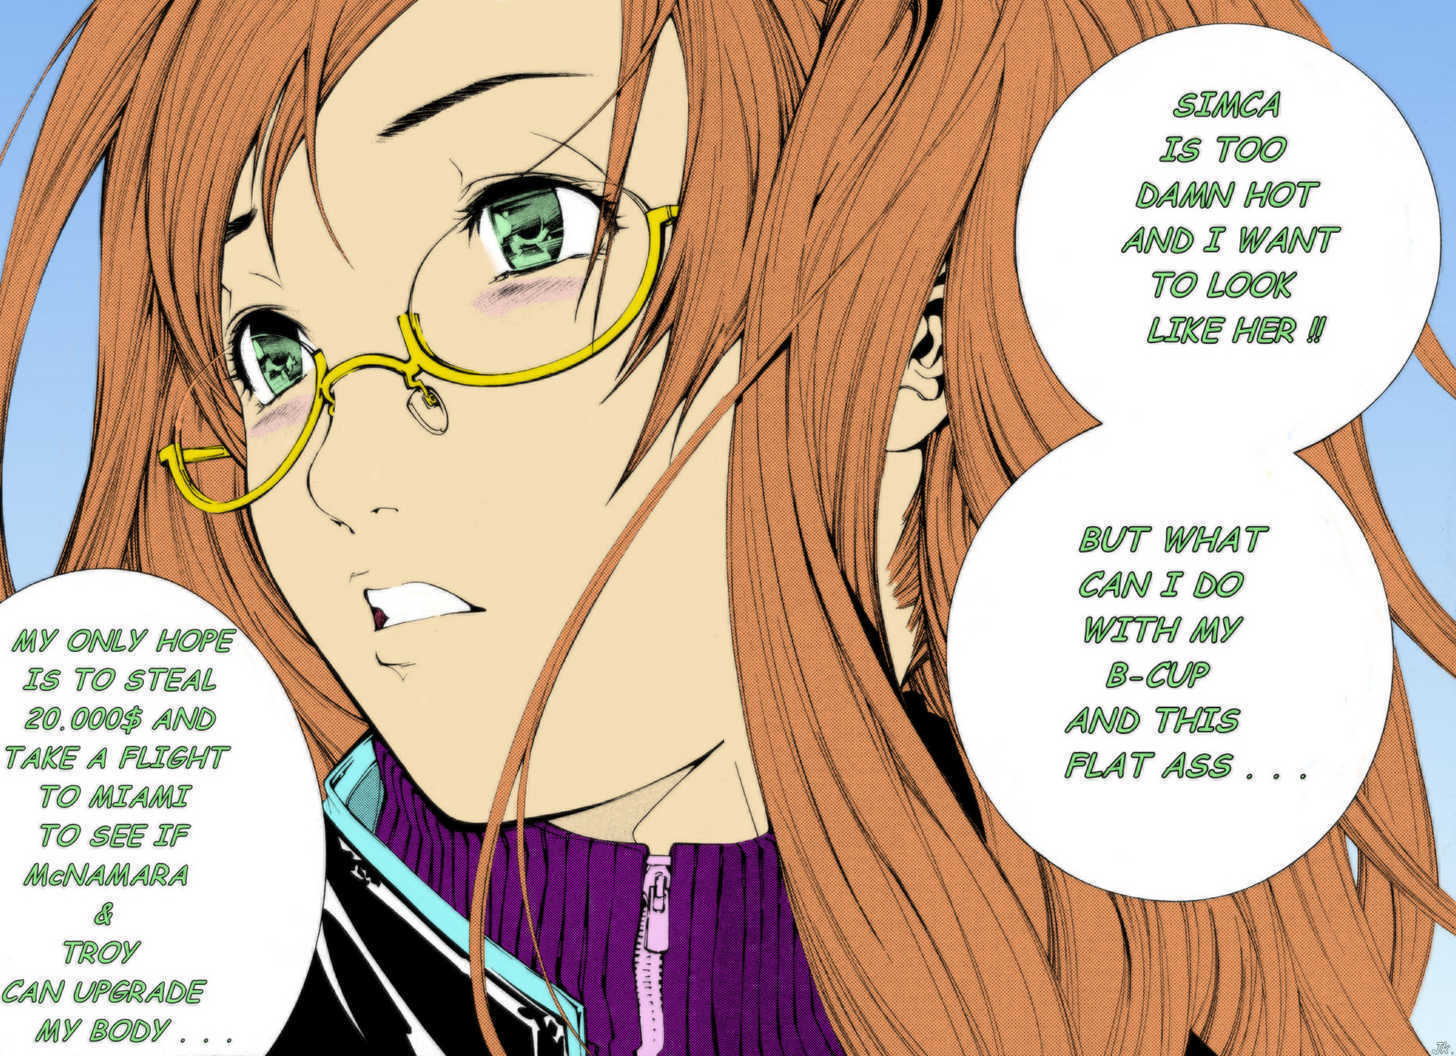 SIMCA
IS TOO
DAMN HOT
AND I WANT
TO LOOK
LIKE HER !!
BUT WHAT
CAN I DO
WITH MY
B-CUP
AND THIS
FLAT ASS . . .
MY ONLY HOPE
IS TO STEAL
20.000$ AND
TAKE A FLIGHT
TO MIAMI
TO SEE IF
McNAMARA
&
TROY
CAN UPGRADE
MY BODY . . .